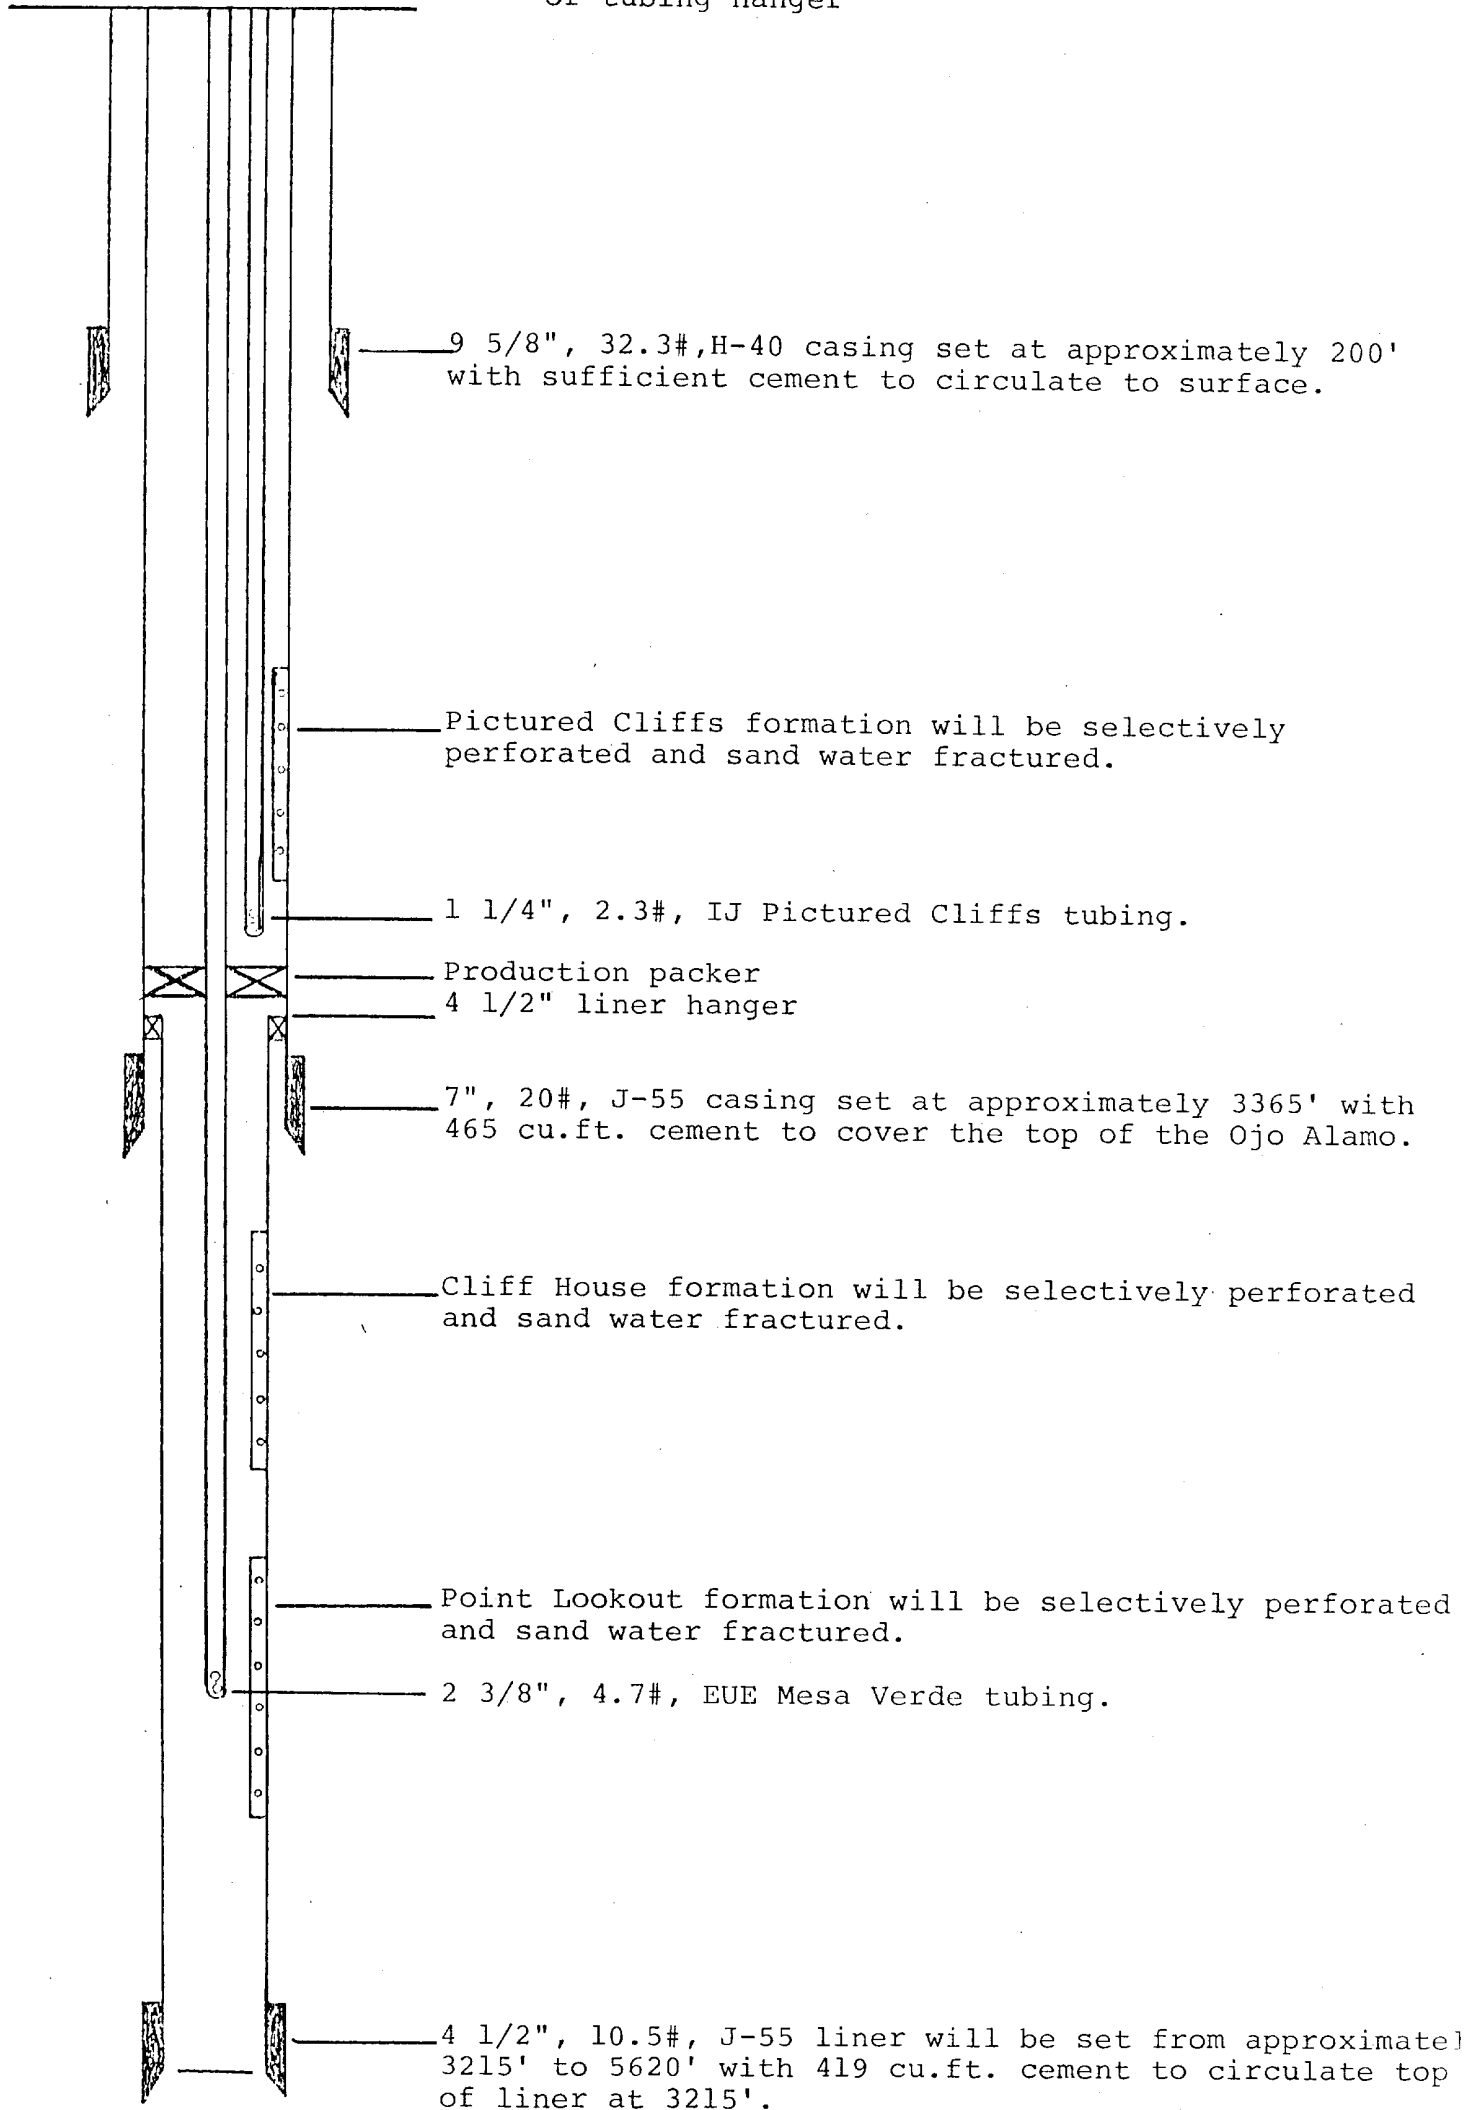 or tubing hanger
9 5/8", 32.3#,H-40 casing set at approximately 200'
with sufficient cement to circulate to surface.
Pictured Cliffs formation will be selectively
perforated and sand water fractured.
1 1/4", 2.3#, IJ Pictured Cliffs tubing.
Production packer
4 1/2" liner hanger
7", 20#, J-55 casing set at approximately 3365' with
465 cu.ft. cement to cover the top of the Ojo Alamo.
Cliff House formation will be selectively perforated
and sand water fractured.
Point Lookout formation will be selectively perforated
and sand water fractured.
2 3/8", 4.7#, EUE Mesa Verde tubing.
4 1/2", 10.5#, J-55 liner will be set from approximatel
3215' to 5620' with 419 cu.ft. cement to circulate top
of liner at 3215'.